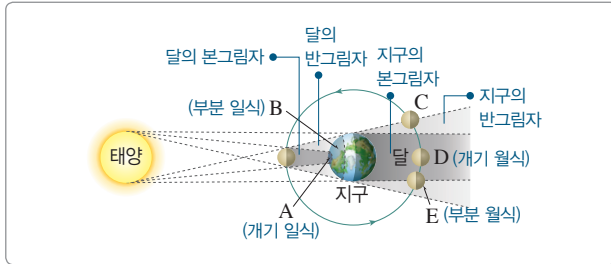 달의
달의 본그림자
반그림자
지구의
본그림자
지구의
반그림자
(부분 일식) B
C
태양
지구
달
D (개기 월식)
A
(개기 일식)
E (부분 월식)